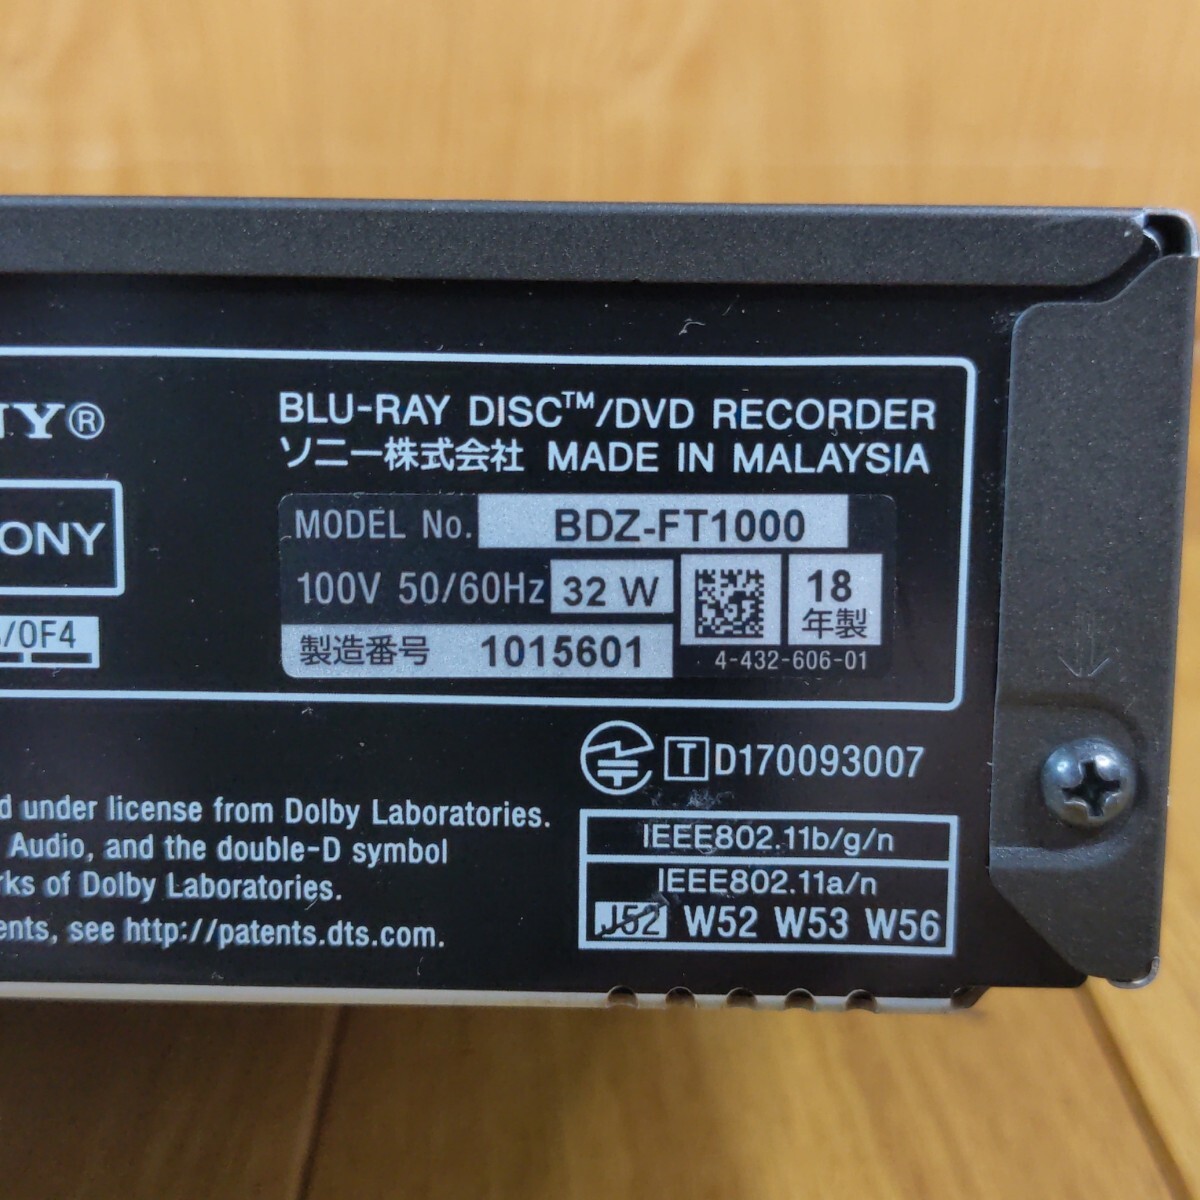 NY®
BLU-RAY DISC™/DVD RECORDER
ソニー株式会社 MADE IN MALAYSIA
ONY
MODEL No. BDZ-FT1000
100V 50/60Hz 32 W
18
年製
/0F4
製造番号 1015601
4-432-606-01
T D170093007
d under license from Dolby Laboratories.
Audio, and the double-D symbol
rks of Dolby Laboratories.
ents, see http://patents.dts.com.
IEEE802.11b/g/n
IEEE802.11a/n
J52 W52 W53 W56